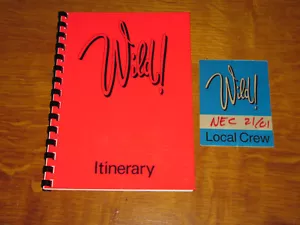 Wild!
Itinerary
Wild!
NEC 21/01
Local Crew